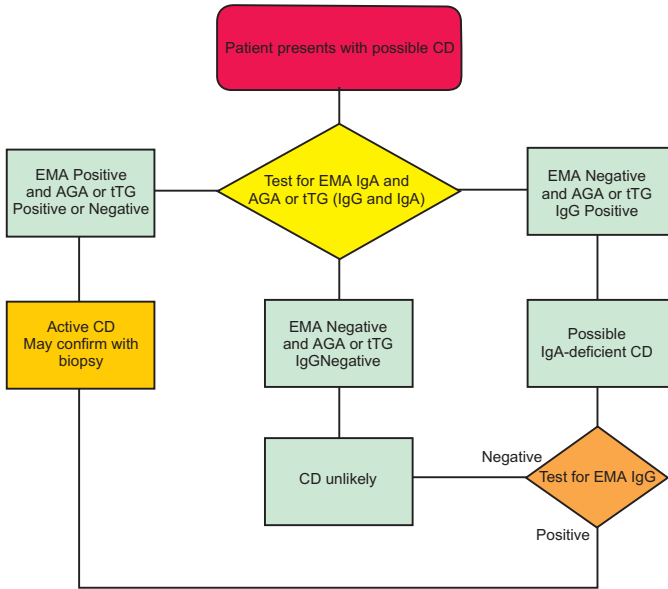 Patient presents with possible CD
EMA Positive
and AGA or tTG
Positive or Negative
Test for EMA IgA and
AGA or tTG (IgG and IgA)
EMA Negative
and AGA or tTG
IgG Positive
Active CD
May confirm with
biopsy
EMA Negative
and AGA or tTG
IgGNegative
Possible
IgA-deficient CD
CD unlikely
Negative
Test for EMA IgG
Positive